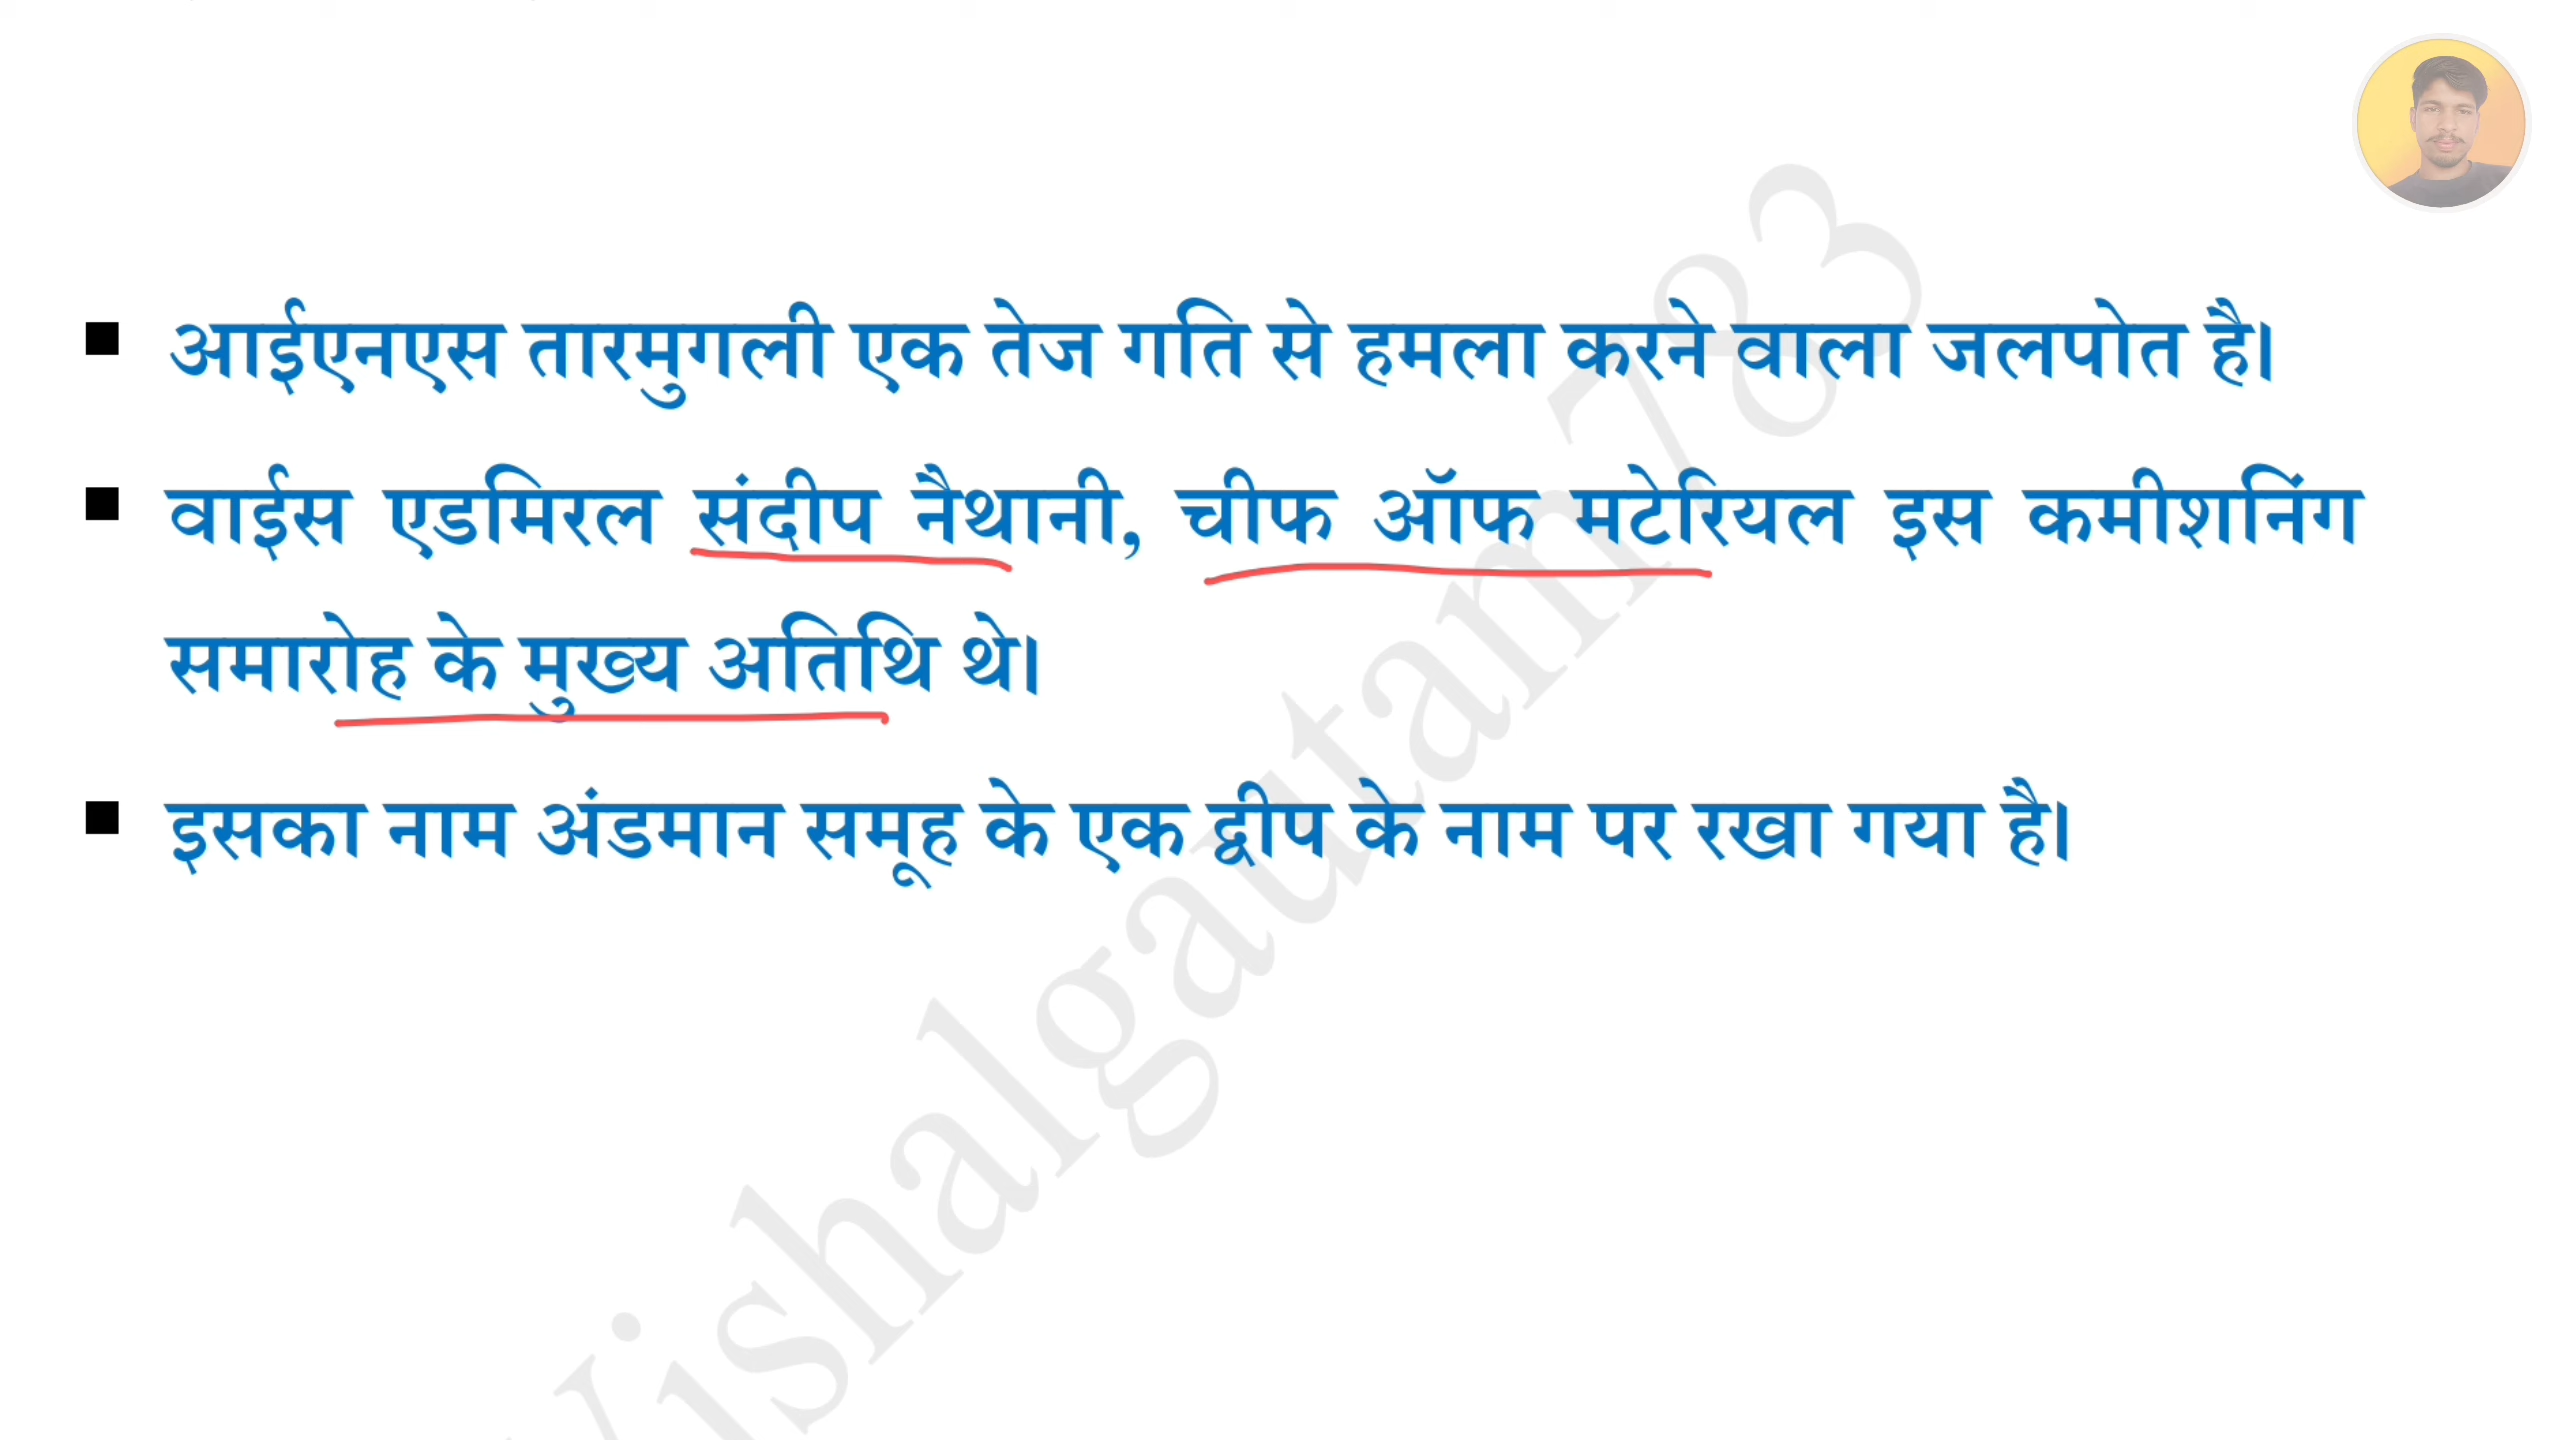 ▪ आईएनएस तारमुगली एक तेज गति से हमला करने वाला जलपोत है।
▪ वाईस एडमिरल संदीप नैथानी, चीफ ऑफ मटेरियल इस कमीशनिंग
समारोह के मुख्य अतिथि थे।
▪ इसका नाम अंडमान समूह के एक द्वीप के नाम पर रखा गया है।
Vishalgautam783